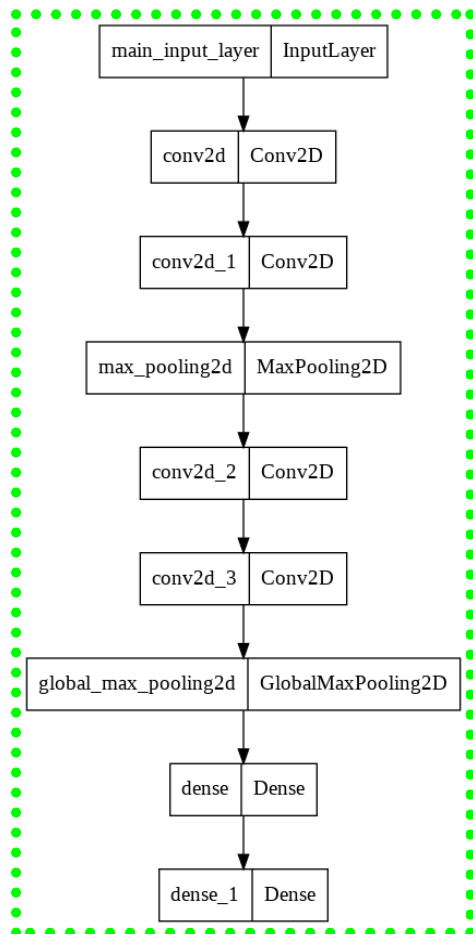 main_input_layer InputLayer
conv2d Conv2D
conv2d_1 Conv2D
max_pooling2d MaxPooling2D
conv2d_2 Conv2D
conv2d_3 Conv2D
global_max_pooling2d GlobalMaxPooling2D
dense Dense
dense_1 Dense